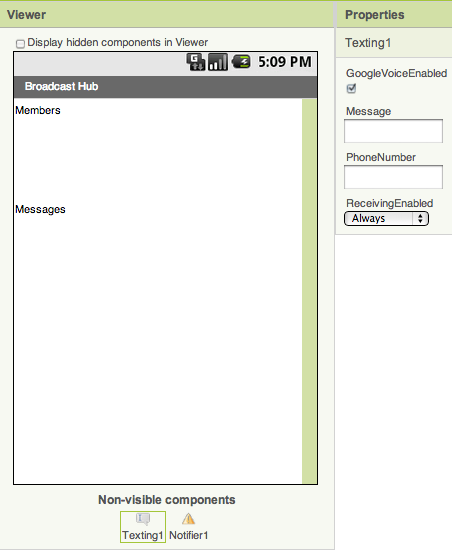 Viewer
Display hidden components in Viewer
5:09 PM
Broadcast Hub
Members
Messages
Non-visible components
Texting1 Notifier1
Properties
Texting1
GoogleVoiceEnabled
Message
PhoneNumber
ReceivingEnabled
Always